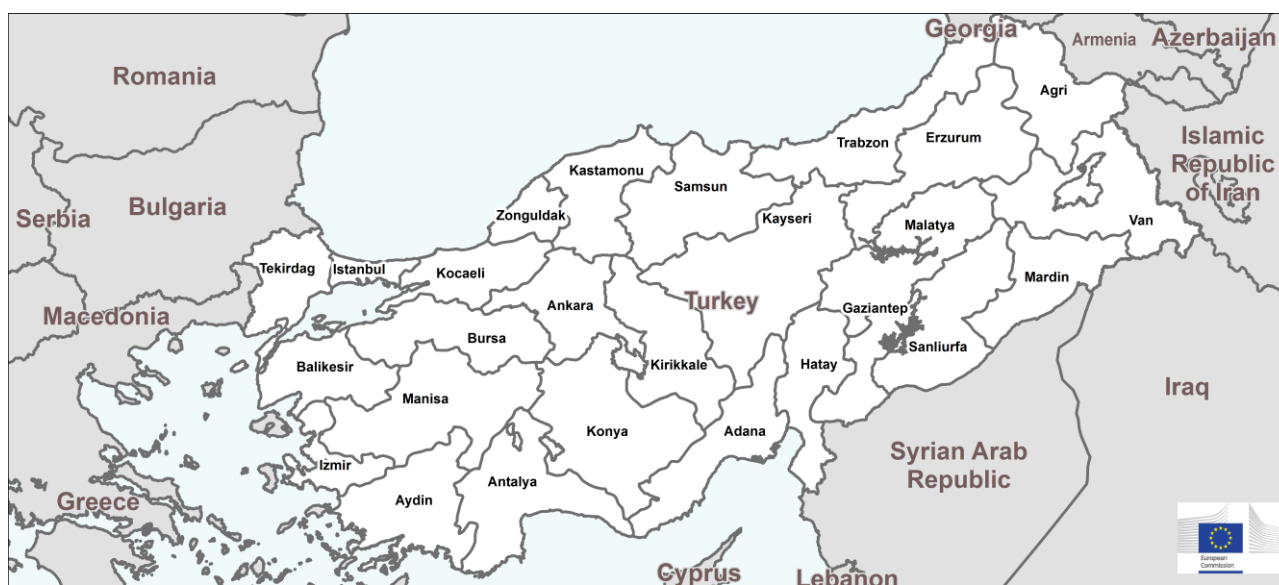 Georgia
Armenia
Azerbaijan
Romania
Agri
Islamic
Republic
of Iran
Trabzon
Erzurum
Kastamonu
Samsun
Serbia
Bulgaria
Zonguldak
Kayseri
Malatya
Van
Tekirdag
Istanbul
Kocaeli
Mardin
Macedonia
Ankara
Turkey
Gaziantep
Bursa
Sanliurfa
Balikesir
Kirikkale
Hatay
Iraq
Manisa
Konya
Adana
Syrian Arab
Republic
Izmir
Antalya
Greece
Aydin
Cyprus
Lebanon
European
Commission